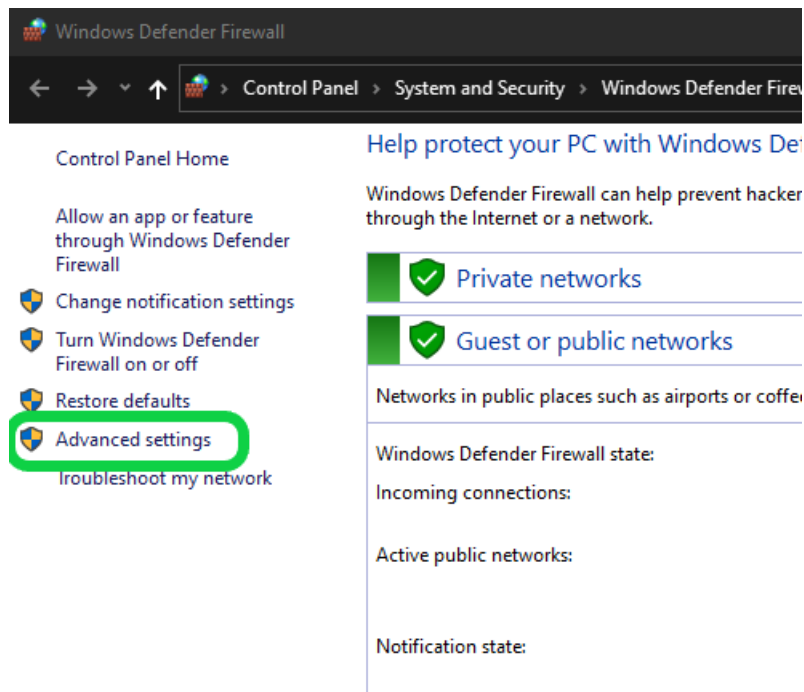 Windows Defender Firewall
Control Panel > System and Security > Windows Defender
Control Panel Home
Allow an app or feature
through Windows Defender
Firewall
Change notification settings
Turn Windows Defender
Firewall on or off
Restore defaults
Advanced settings
Troubleshoot my network
Help protect your PC with Windows
Windows Defender Firewall can help prevent
through the Internet or a network.
Private networks
Guest or public networks
Networks in public places such as airports or
Windows Defender Firewall state:
Incoming connections:
Active public networks:
Notification state: